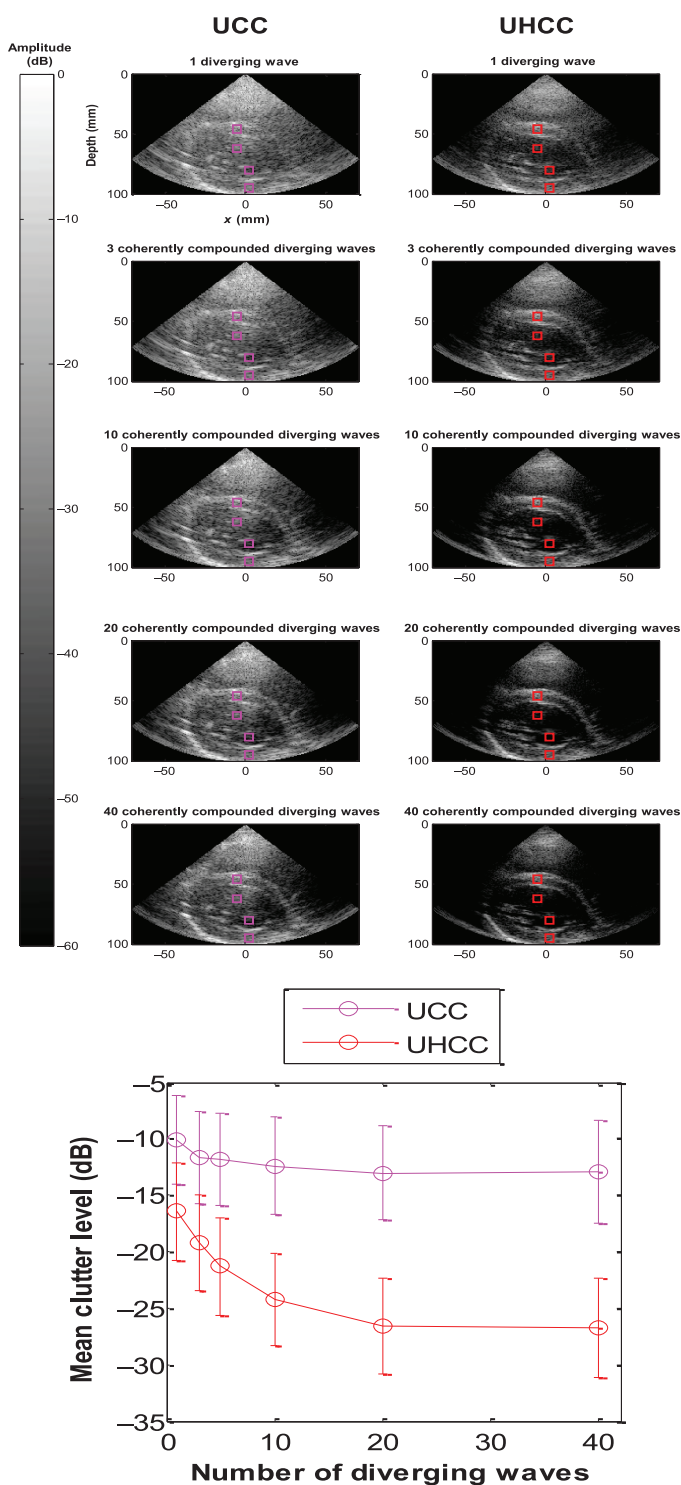 UCC UHCC
Amplitude
(dB)
1 diverging wave 1 diverging wave
0
–10
–20
–30
–40
–50
–60
Depth (mm)
0
50
100
–50 0 50
x (mm)
0
50
100
–50 0 50
3 coherently compounded diverging waves 3 coherently compounded diverging waves
0
50
100
–50 0 50
0
50
100
–50 0 50
10 coherently compounded diverging waves 10 coherently compounded diverging waves
0
50
100
–50 0 50
0
50
100
–50 0 50
20 coherently compounded diverging waves 20 coherently compounded diverging waves
0
50
100
–50 0 50
0
50
100
–50 0 50
40 coherently compounded diverging waves 40 coherently compounded diverging waves
0
50
100
–50 0 50
0
50
100
–50 0 50
UCC
UHCC
Mean clutter level (dB)
–5
–10
–15
–20
–25
–30
–35
0 10 20 30 40
Number of diverging waves